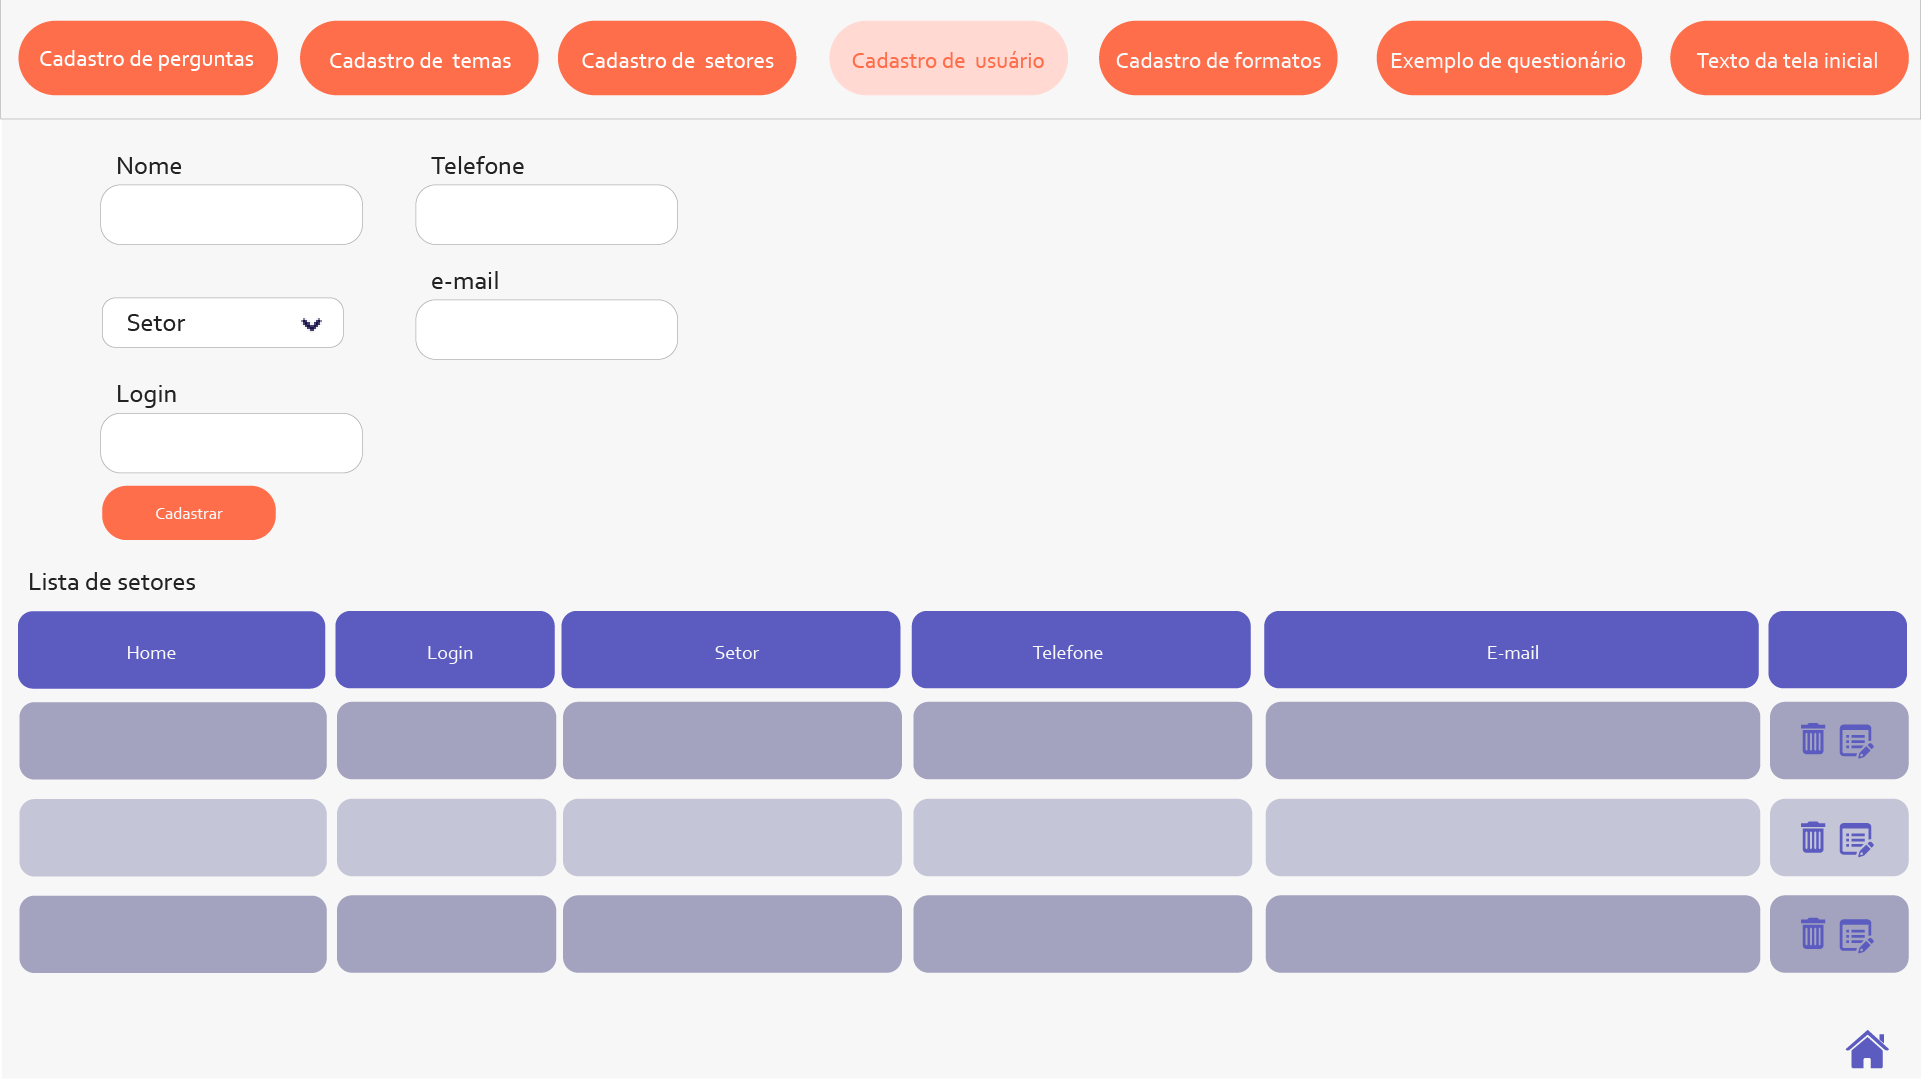 Cadastro de perguntas
Cadastro de temas
Cadastro de setores
Cadastro de usuário
Cadastro de formatos
Exemplo de questionário
Texto da tela inicial
Nome
Telefone
e-mail
Setor
Login
Cadastrar
Lista de setores
Home
Login
Setor
Telefone
E-mail